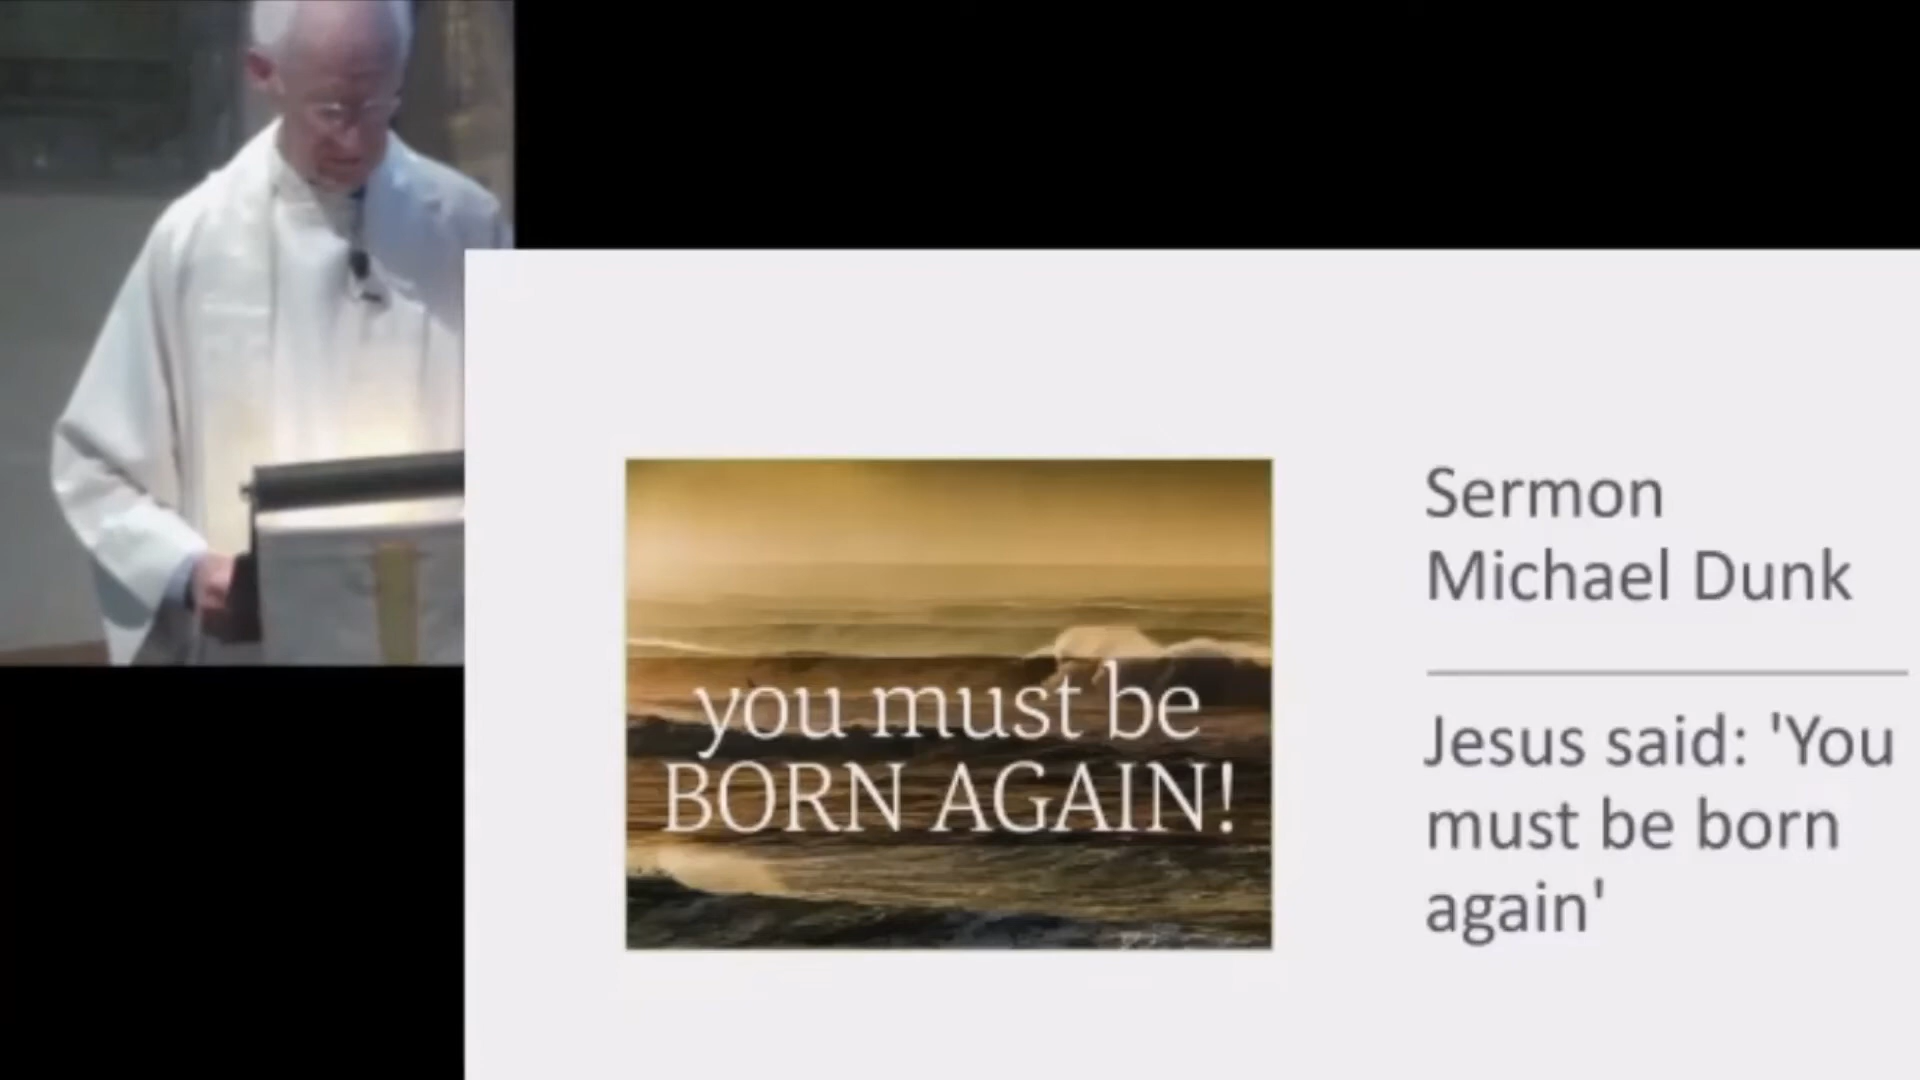 you must be
BORN AGAIN!
Sermon
Michael Dunk
Jesus said: 'You
must be born
again'